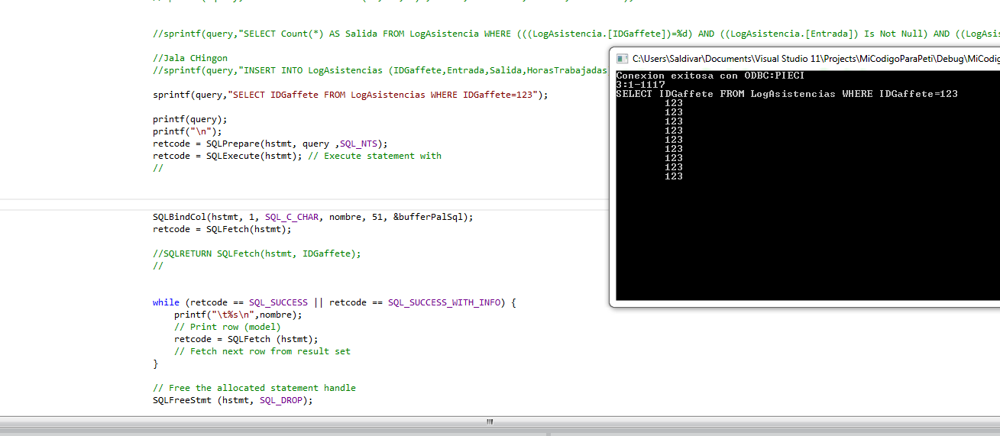 //sprintf(query,"SELECT Count(*) AS Salida FROM LogAsistencia WHERE (((LogAsistencia.[IDGaffete])=%d) AND ((LogAsistencia.[Entrada]) Is Not Null) AND ((LogAsis
//Jala CHingon
//sprintf(query,"INSERT INTO LogAsistencias (IDGaffete,Entrada,Salida,HorasTrabajadas
sprintf(query,"SELECT IDGaffete FROM LogAsistencias WHERE IDGaffete=123");
printf(query);
printf("\n");
retcode = SQLPrepare(hstmt, query ,SQL_NTS);
retcode = SQLExecute(hstmt); // Execute statement with
//
SQLBindCol(hstmt, 1, SQL_C_CHAR, nombre, 51, &bufferPalSql);
retcode = SQLFetch(hstmt);
//SQLRETURN SQLFetch(hstmt, IDGaffete);
//
while (retcode == SQL_SUCCESS || retcode == SQL_SUCCESS_WITH_INFO) {
printf("\t%s\n",nombre);
// Print row (model)
retcode = SQLFetch (hstmt);
// Fetch next row from result set
}
// Free the allocated statement handle
SQLFreeStmt (hstmt, SQL_DROP);
C:\Users\Saldivar\Documents\Visual Studio 11\Projects\MiCodigoParaPeti\Debug\MiCodig
Conexion exitosa con ODBC:PIECI
3:1-1117
SELECT IDGaffete FROM LogAsistencias WHERE IDGaffete=123
123
123
123
123
123
123
123
123
123